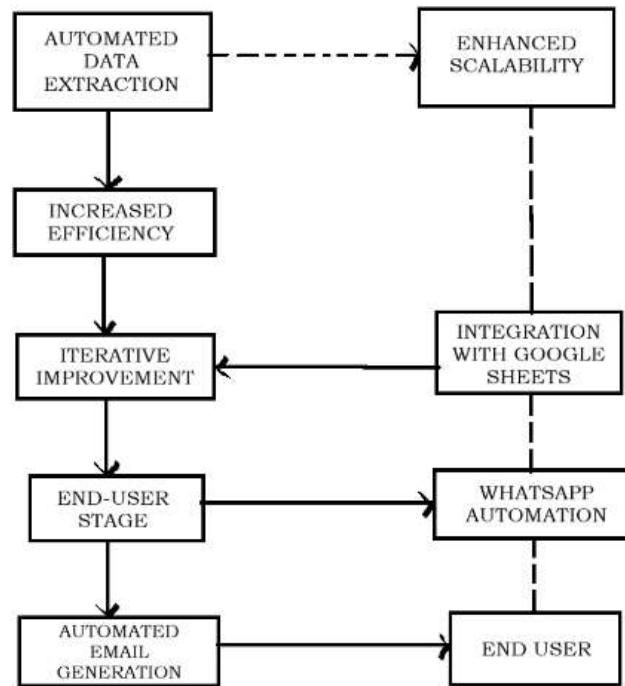 AUTOMATED
DATA
EXTRACTION
ENHANCED
SCALABILITY
INCREASED
EFFICIENCY
ITERATIVE
IMPROVEMENT
INTEGRATION
WITH GOOGLE
SHEETS
END-USER
STAGE
WHATSAPP
AUTOMATION
AUTOMATED
EMAIL
GENERATION
END USER